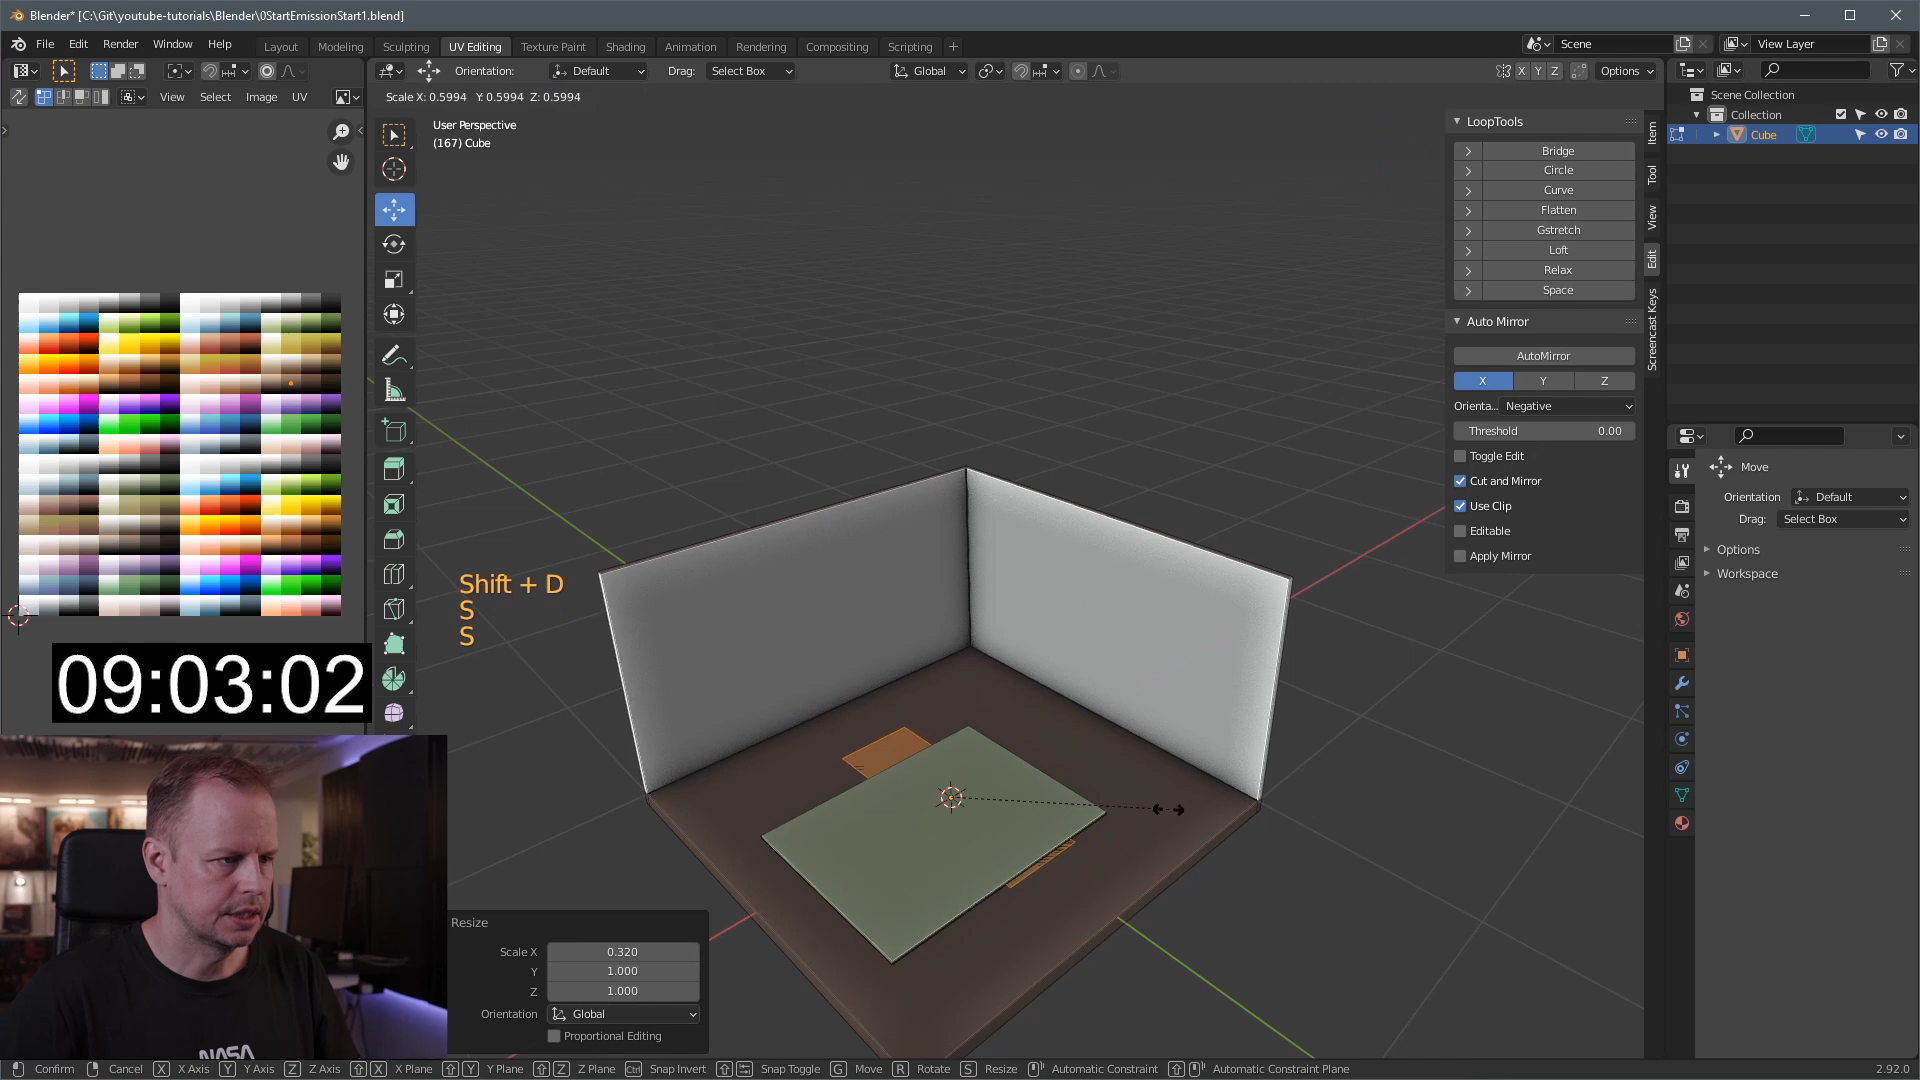 Blender* [C:\Git\youtube-tutorials\Blender\0StartEmissionStart1.blend]
File Edit Render Window Help Layout Modeling Sculpting UV Editing Texture Paint Shading Animation Rendering Compositing Scripting + Scene View Layer
Orientation: Default Drag: Select Box Global X Y Z Options
View Select Image UV Scale X: 0.5994 Y: 0.5994 Z: 0.5994
User Perspective
(167) Cube
Scene Collection
Collection
Cube
LoopTools
Bridge
Circle
Curve
Flatten
Gstretch
Loft
Relax
Space
Auto Mirror
AutoMirror
X Y Z
Orienta... Negative
Threshold 0.00
Toggle Edit
Cut and Mirror
Use Clip
Editable
Apply Mirror
Item
Tool
View
Edit
Screencast Keys
Move
Orientation Default
Drag: Select Box
Options
Workspace
Shift + D
S
S
09:03:02
Resize
Scale X 0.320
Y 1.000
Z 1.000
Orientation Global
Proportional Editing
NASA
Confirm Cancel X X Axis Y Y Axis Z Z Axis X X Plane Y Y Plane Z Z Plane Ctrl Snap Invert Snap Toggle G Move R Rotate S Resize Automatic Constraint Automatic Constraint Plane 2.92.0